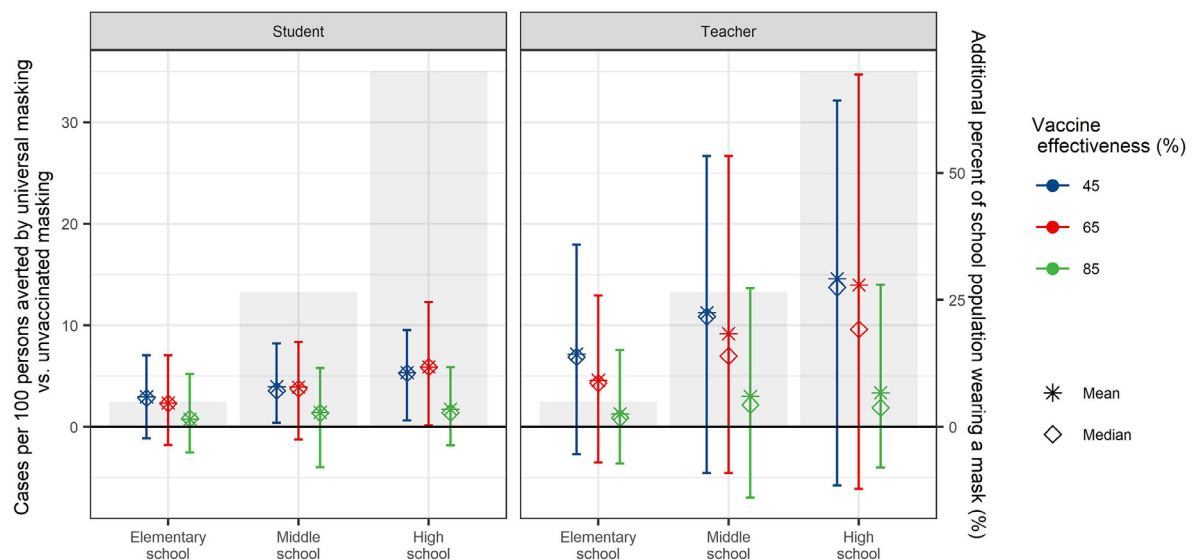 Student
Teacher
Cases per 100 persons averted by universal masking
vs. unvaccinated masking
30
20
10
0
50
25
0
Additional percent of school population wearing a mask (%)
Elementary
school
Middle
school
High
school
Elementary
school
Middle
school
High
school
Vaccine
effectiveness (%)
45
65
85
Mean
Median